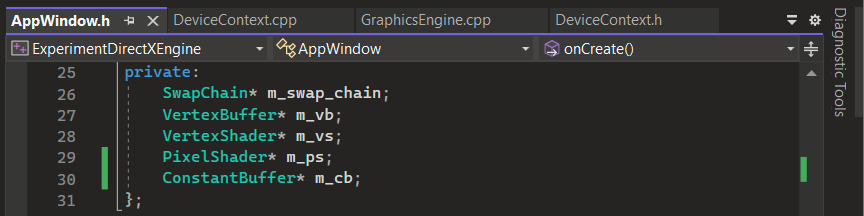 AppWindow.h DeviceContext.cpp GraphicsEngine.cpp DeviceContext.h
ExperimentDirectXEngine AppWindow onCreate()
25 private:
26 SwapChain* m_swap_chain;
27 VertexBuffer* m_vb;
28 VertexShader* m_vs;
29 PixelShader* m_ps;
30 ConstantBuffer* m_cb;
31 };
Diagnostic Tools